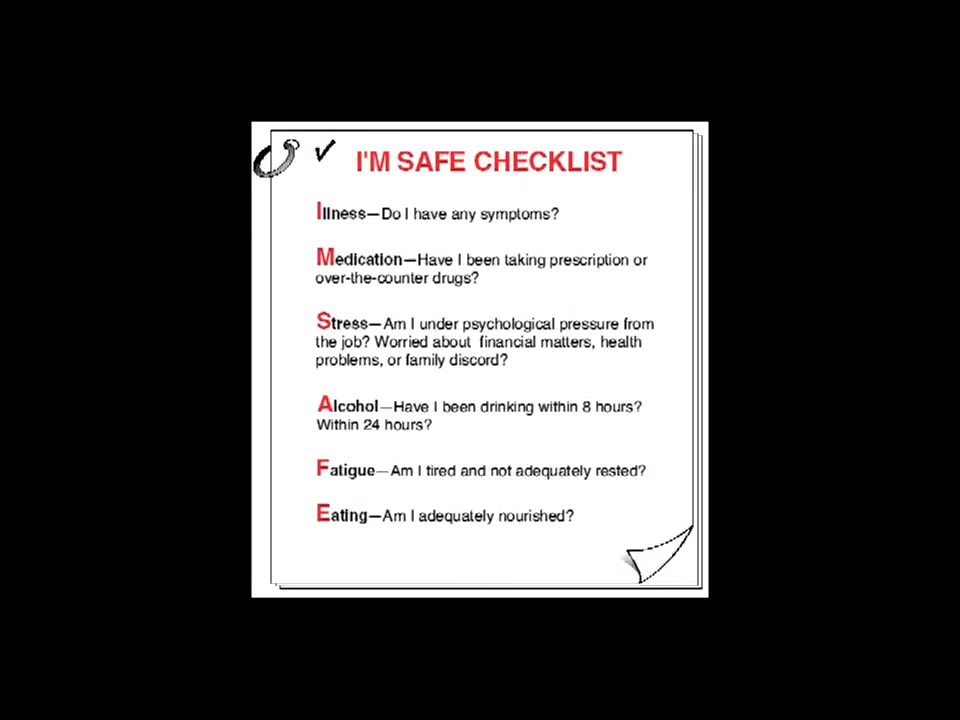 I'M SAFE CHECKLIST
Illness—Do I have any symptoms?
Medication—Have I been taking prescription or
over-the-counter drugs?
Stress—Am I under psychological pressure from
the job? Worried about financial matters, health
problems, or family discord?
Alcohol—Have I been drinking within 8 hours?
Within 24 hours?
Fatigue—Am I tired and not adequately rested?
Eating—Am I adequately nourished?